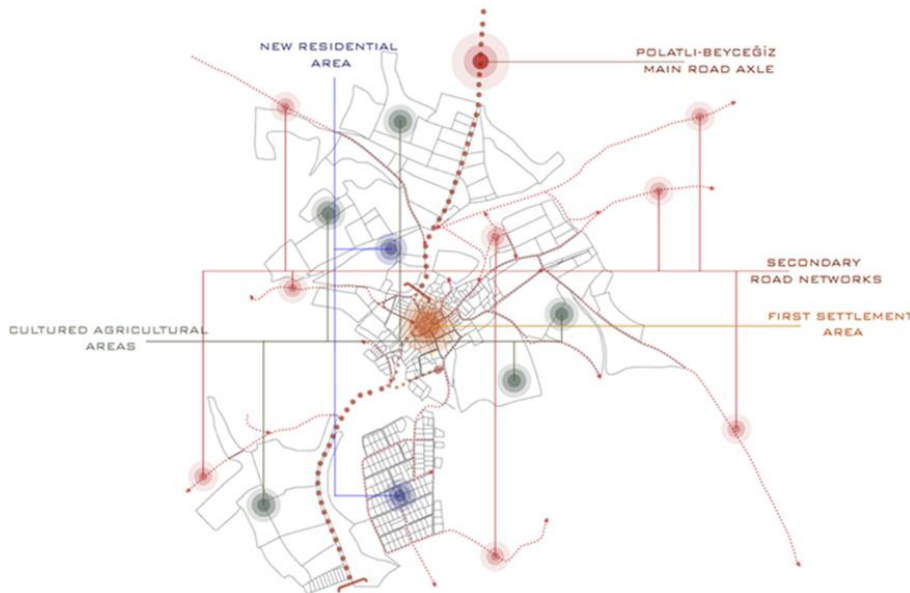 NEW RESIDENTIAL
AREA
POLATLI-BEYCEĞİZ
MAIN ROAD AXLE
SECONDARY
ROAD NETWORKS
FIRST SETTLEMENT
AREA
CULTURED AGRICULTURAL
AREAS